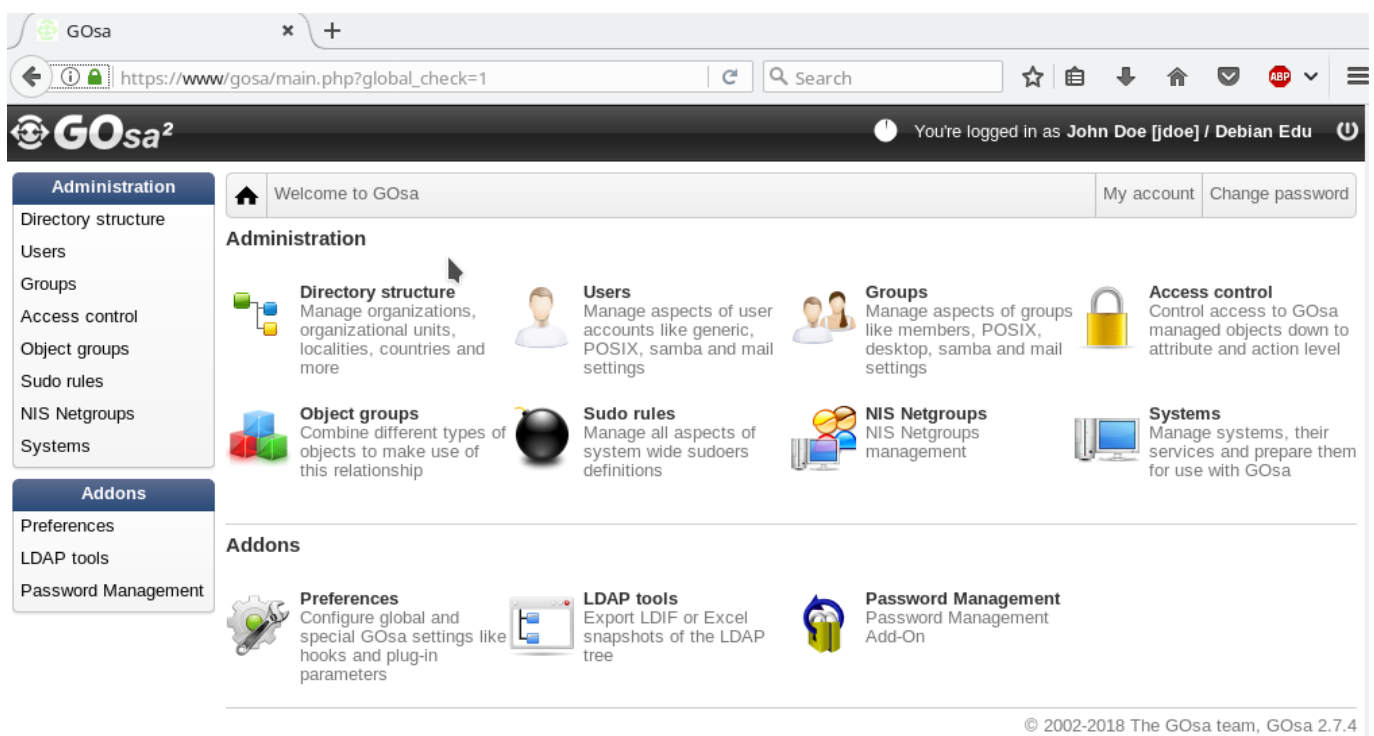 GOsa
https://www/gosa/main.php?global_check=1
Search
ABP
GOsa²
You're logged in as John Doe [jdoe] / Debian Edu
Administration
Directory structure
Users
Groups
Access control
Object groups
Sudo rules
NIS Netgroups
Systems
Addons
Preferences
LDAP tools
Password Management
Welcome to GOsa
My account
Change password
Administration
Directory structure
Manage organizations,
organizational units,
localities, countries and
more
Users
Manage aspects of user
accounts like generic,
POSIX, samba and mail
settings
Groups
Manage aspects of groups
like members, POSIX,
desktop, samba and mail
settings
Access control
Control access to GOsa
managed objects down to
attribute and action level
Object groups
Combine different types of
objects to make use of
this relationship
Sudo rules
Manage all aspects of
system wide sudoers
definitions
NIS Netgroups
NIS Netgroups
management
Systems
Manage systems, their
services and prepare them
for use with GOsa
Addons
Preferences
Configure global and
special GOsa settings like
hooks and plug-in
parameters
LDAP tools
Export LDIF or Excel
snapshots of the LDAP
tree
Password Management
Password Management
Add-On
© 2002-2018 The GOsa team, GOsa 2.7.4